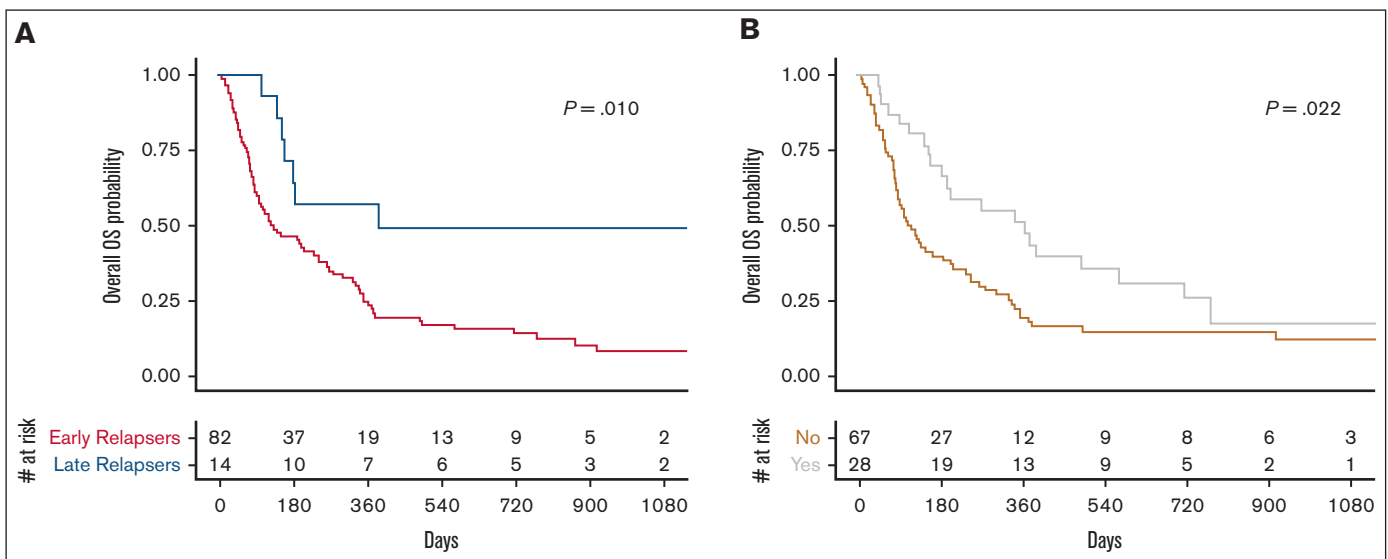 A
1.00
0.75
0.50
0.25
0.00
Overall OS probability
P = .010
# at risk
Early Relapsers 82 37 19 13 9 5 2
Late Relapsers 14 10 7 6 5 3 2
0 180 360 540 720 900 1080
Days
B
1.00
0.75
0.50
0.25
0.00
Overall OS probability
P = .022
# at risk
No 67 27 12 9 8 6 3
Yes 28 19 13 9 5 2 1
0 180 360 540 720 900 1080
Days